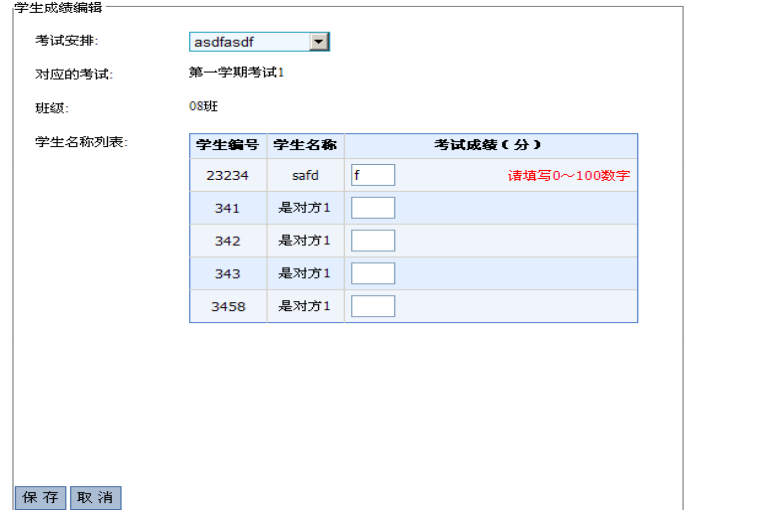 学生成绩编辑
考试安排: asdfasdf
对应的考试: 第一学期考试1
班级: 08班
学生名称列表:
学生编号 学生名称 考试成绩(分)
23234 safd f 请填写0～100数字
341 是对方1
342 是对方1
343 是对方1
3458 是对方1
保存 取消